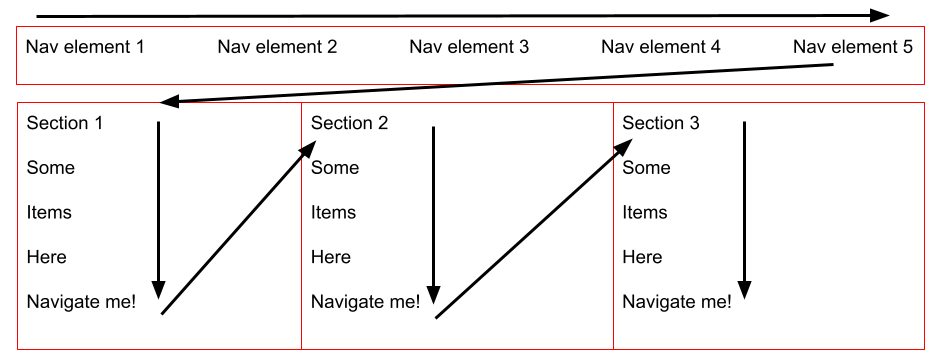 Nav element 1
Nav element 2
Nav element 3
Nav element 4
Nav element 5
Section 1
Some
Items
Here
Navigate me!
Section 2
Some
Items
Here
Navigate me!
Section 3
Some
Items
Here
Navigate me!